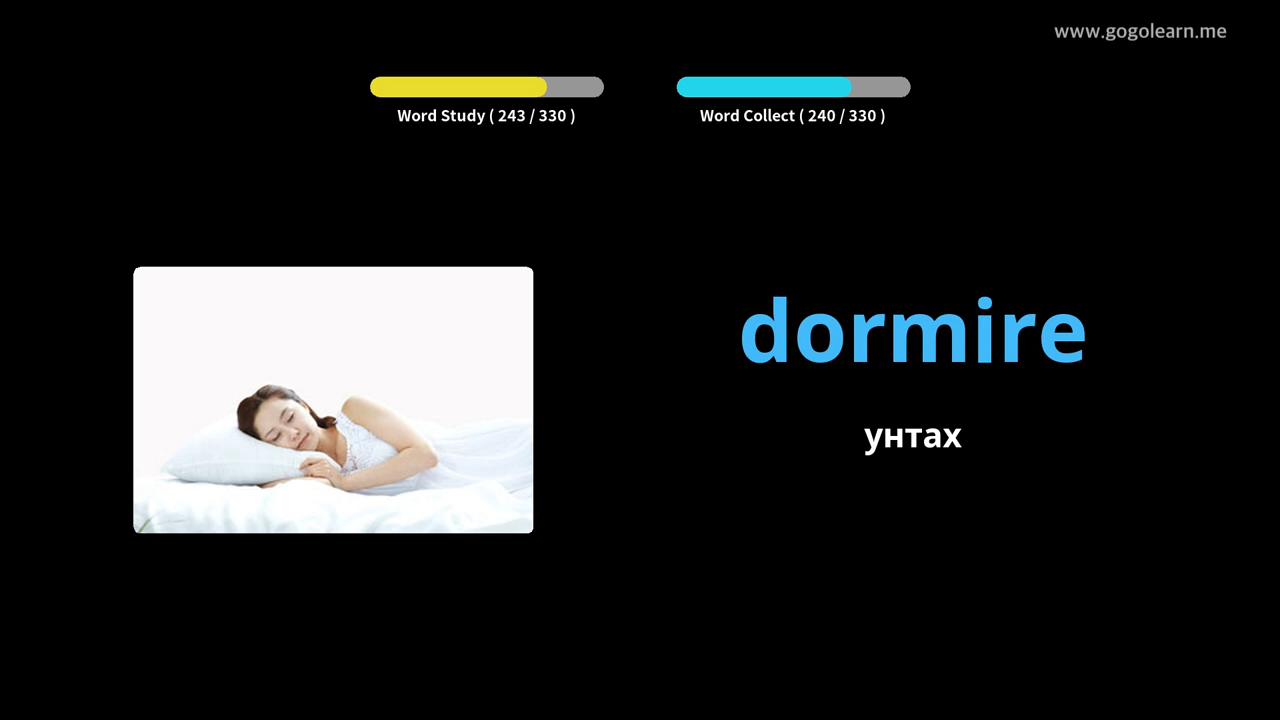 www.gogolearn.me
Word Study ( 243 / 330 )
Word Collect ( 240 / 330 )
dormire
унтах